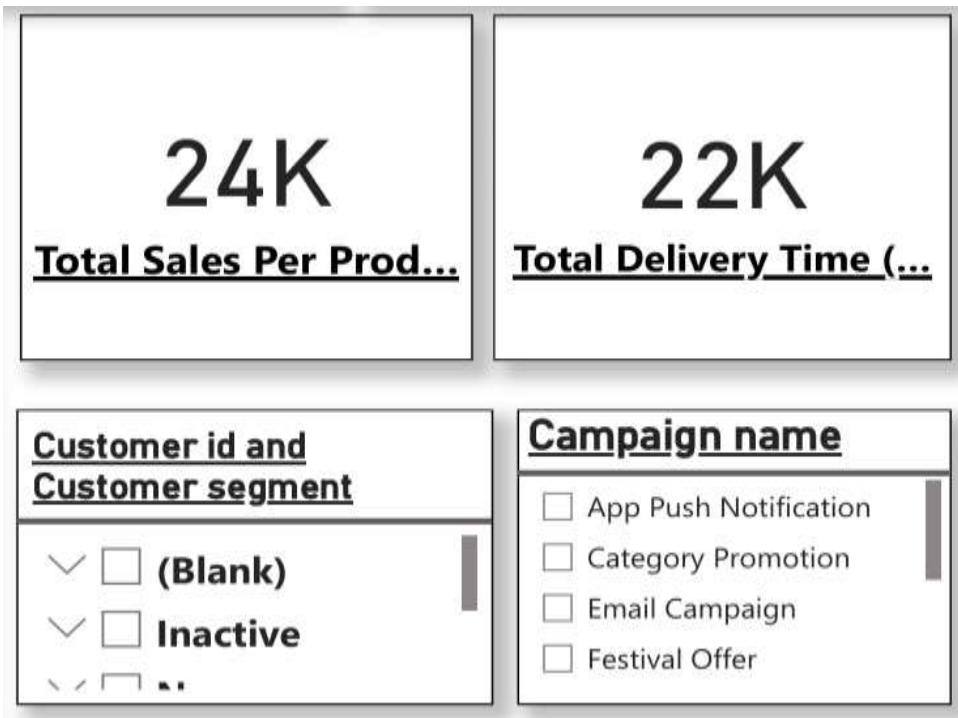 24K
Total Sales Per Prod...
22K
Total Delivery Time (...
Customer id and
Customer segment
(Blank)
Inactive
Campaign name
App Push Notification
Category Promotion
Email Campaign
Festival Offer